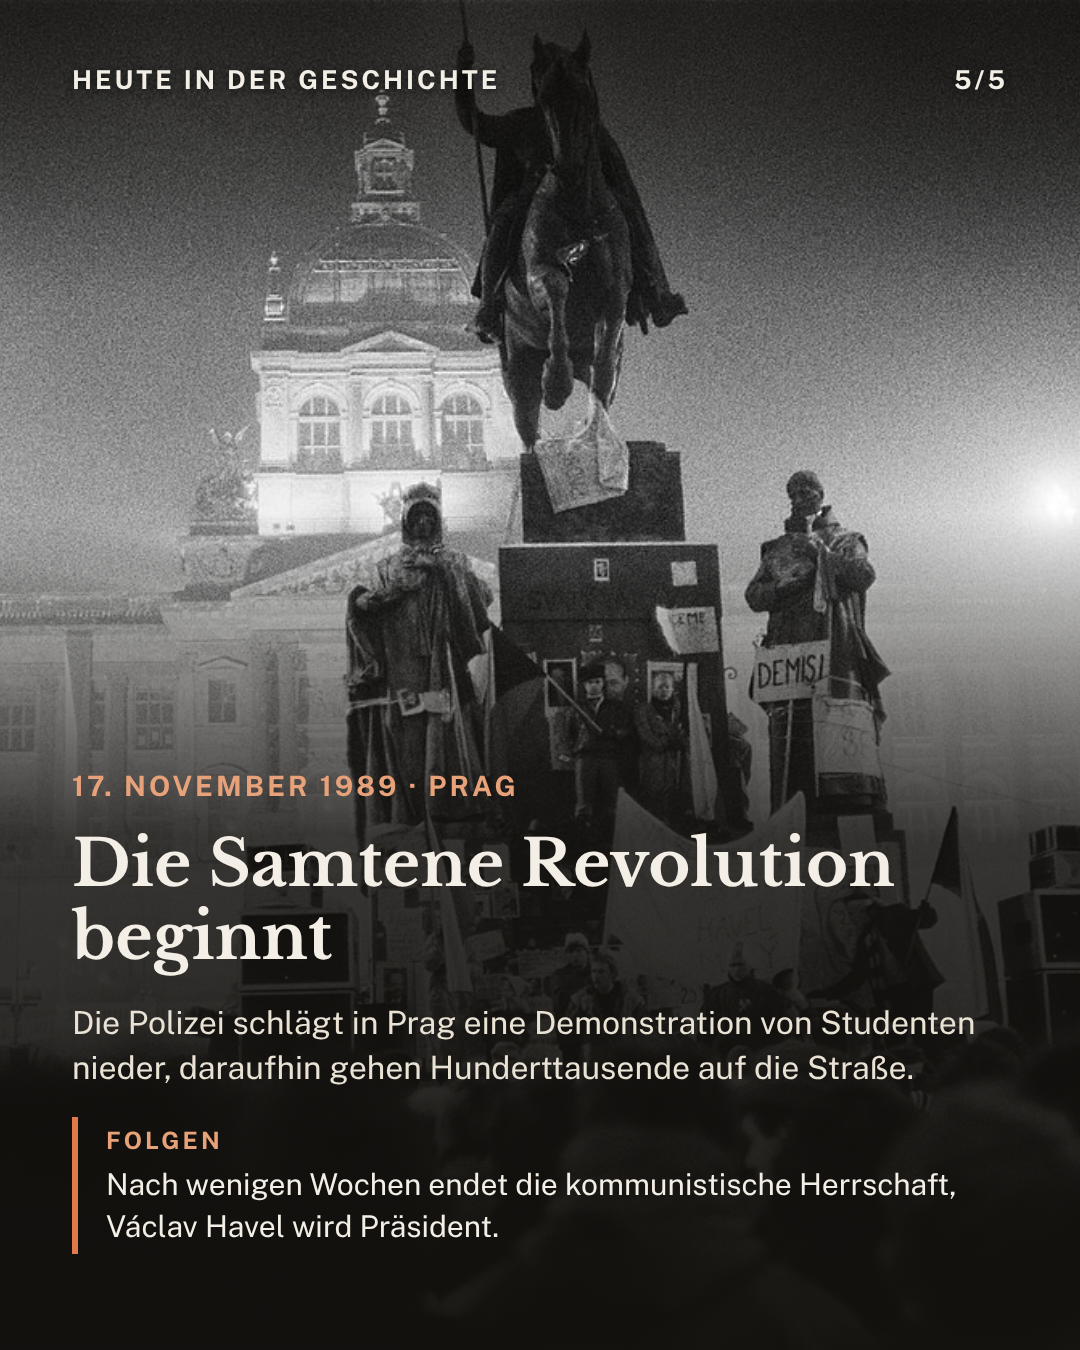 HEUTE IN DER GESCHICHTE
5/5
DEMISI
17. NOVEMBER 1989 · PRAG
Die Samtene Revolution
beginnt
Die Polizei schlägt in Prag eine Demonstration von Studenten
nieder, daraufhin gehen Hunderttausende auf die Straße.
FOLGEN
Nach wenigen Wochen endet die kommunistische Herrschaft,
Václav Havel wird Präsident.